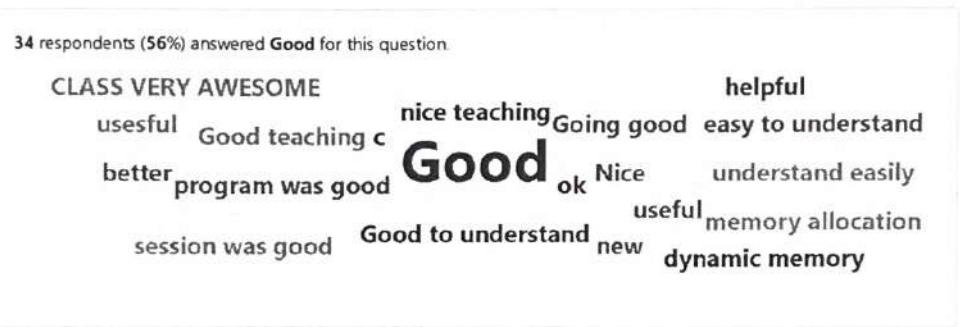 34 respondents (56%) answered Good for this question.
CLASS VERY AWESOME
helpful
nice teaching
usesful
Good teaching c
Going good
easy to understand
Good
better
program was good
ok
Nice
understand easily
useful
memory allocation
session was good
Good to understand
new
dynamic memory